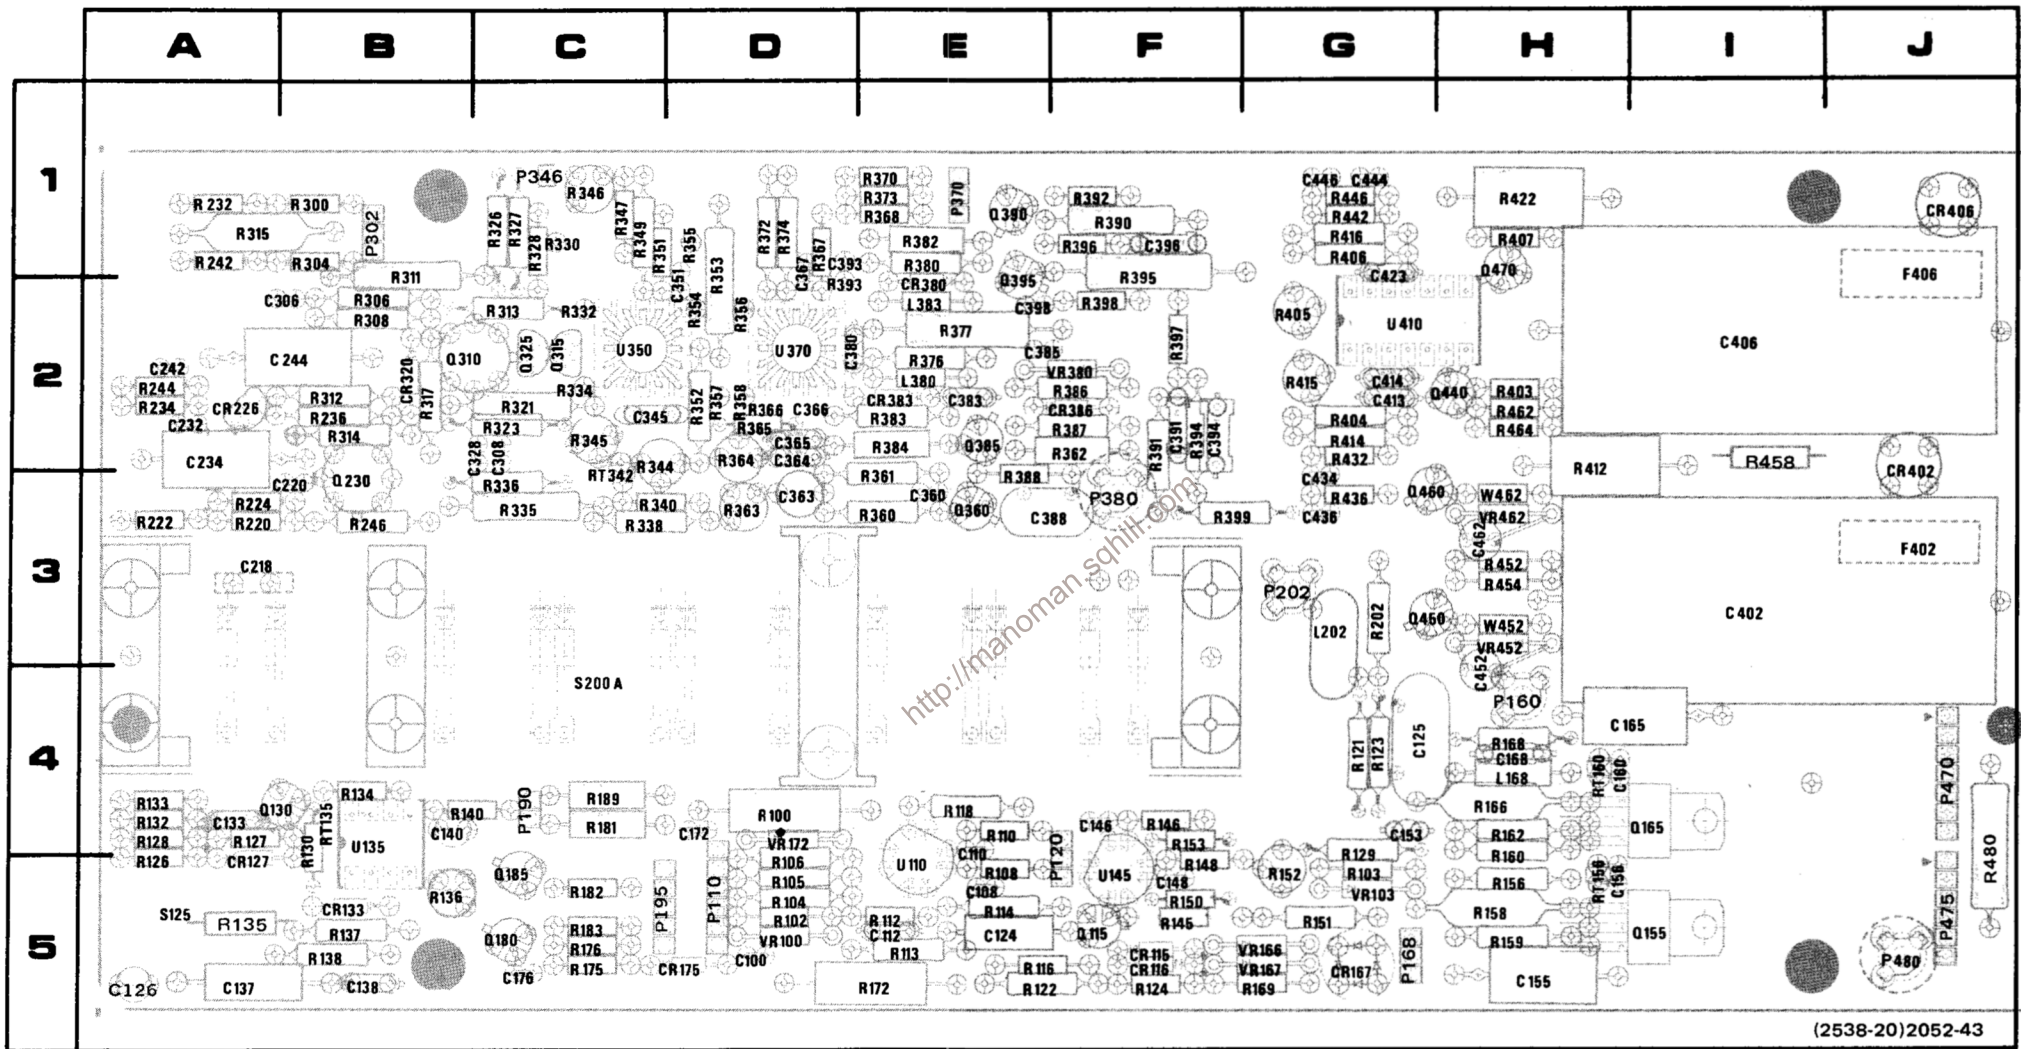 A B C D E F G H I J
1
P346 R370 C446 C444
R346 R373 P370 R392 R446 R422
R232 R300 R326 R327 R347 R368 Q390 R390 R442 CR406
R315 P302 R328 R330 R349 R351 R355 R372 R374 R367 R382 R396 C396 R416 R407
R242 R304 R353 C393 R380 R406
R311 C351 C367 R393 CR380 Q395 R395 C423 Q470 F406
C306 R306 R313 R332 R354 R356 L383 C398 R398 R405
R308 R377 U410
2
C244 Q310 Q325 Q315 U350 U370 C380 C385 R397 C406
C242 CR320 R376 VR380
R244 R317 R334 R352 R357 R358 L380 R386 R415 C414 Q440 R403
R234 CR226 R312 R321 C345 R366 C366 CR383 C383 CR386 C413 R462
C232 R236 R323 R365 R383 R387 R404 R464
R314 R345 C365 R384 Q385 R391 C391 R394 C394 R414
C234 C328 C308 R344 R364 C364 R362 R432 R412 R458 CR402
C220 Q230 R336 RT342 R361 R388 C434
R224 R335 R340 R363 C363 C360 P380 R436 Q460 W462
R222 R220 R246 R338 R360 Q360 C388 R399 C436 VR462
3
C462 F402
C218 R452
P202 R454
L202 R202 Q450 W452 C402
VR452
S200A C452
P160
C165
4
R121 R123 C125 R168
C168 RT160 C160 P470
R133 Q130 RT135 R134 P190 R189 L168
R132 C133 R140 R181 R100 R118 R166
R128 R127 R130 U135 C140 C172 VR172 R110 P120 C146 R146 R153 C153 R162 Q165
R126 CR127 R106 U110 C110 R148 R129 R160 R480
Q185 R105 R108 U145 R152 R103 R156 RT156 C156
R136 R182 P195 P110 R104 C108 C148 VR103
S125 R135 CR133 R102 R112 R114 R150 R145 R151 R158
5
R137 Q180 R183 R176 VR100 C112 C124 Q115 R159 Q155 P475
R138 C176 R175 CR175 C100 R113 CR115 VR166 CR167 P168 P480
C126 C137 C138 R172 R116 CR116 VR167 C155
R122 R124 R169
http://manoman.sqhill.com
(2538-20)2052-43